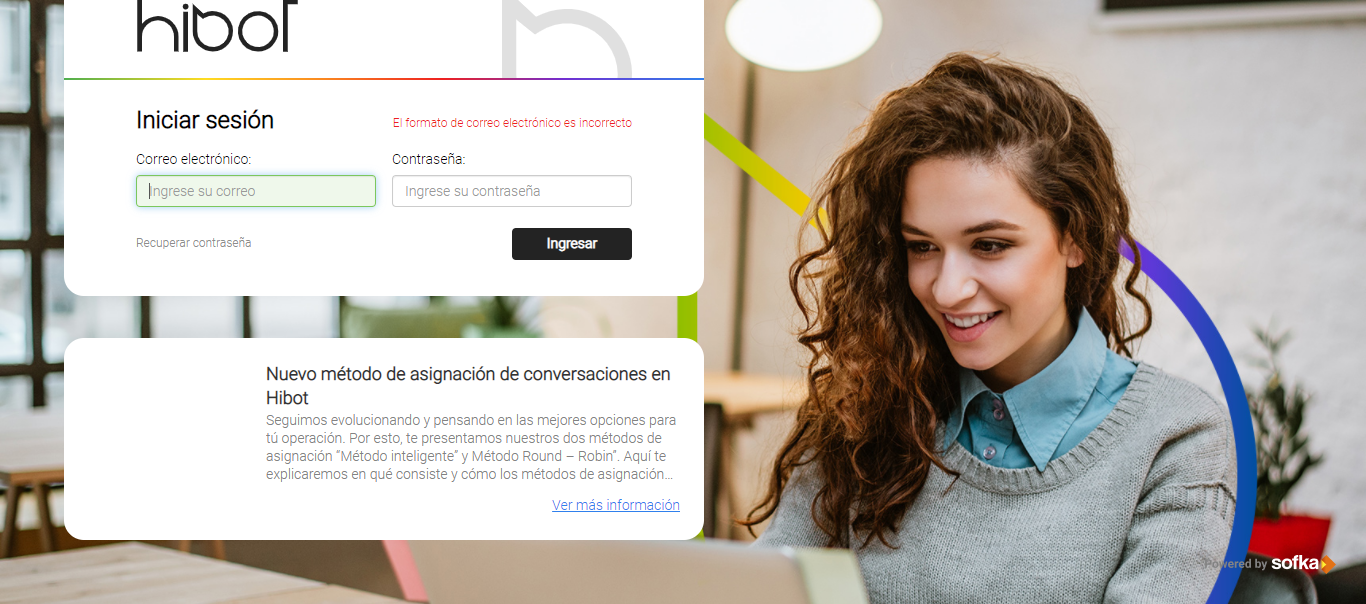 hibot
Iniciar sesión
El formato de correo electrónico es incorrecto
Correo electrónico:
Contraseña:
Ingrese su correo
Ingrese su contraseña
Recuperar contraseña
Ingresar
Nuevo método de asignación de conversaciones en
Hibot
Seguimos evolucionando y pensando en las mejores opciones para
tú operación. Por esto, te presentamos nuestros dos métodos de
asignación “Método inteligente” y Método Round – Robin”. Aquí te
explicaremos en qué consiste y cómo los métodos de asignación...
Ver más información
Powered by sofka